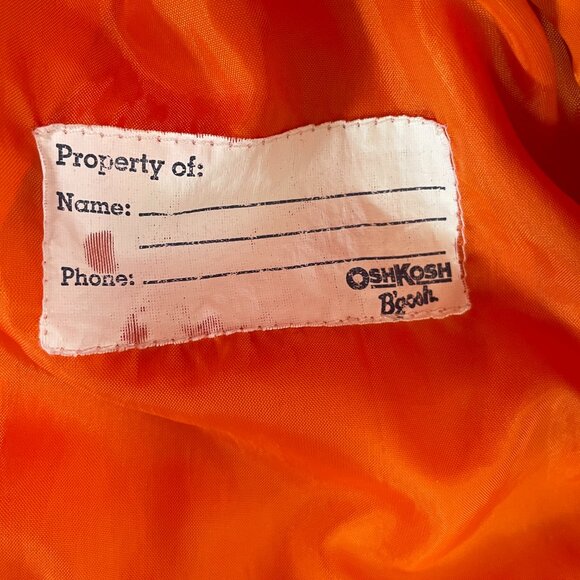 Property of:
Name:
Phone:
OSHKOSH
B'gosh